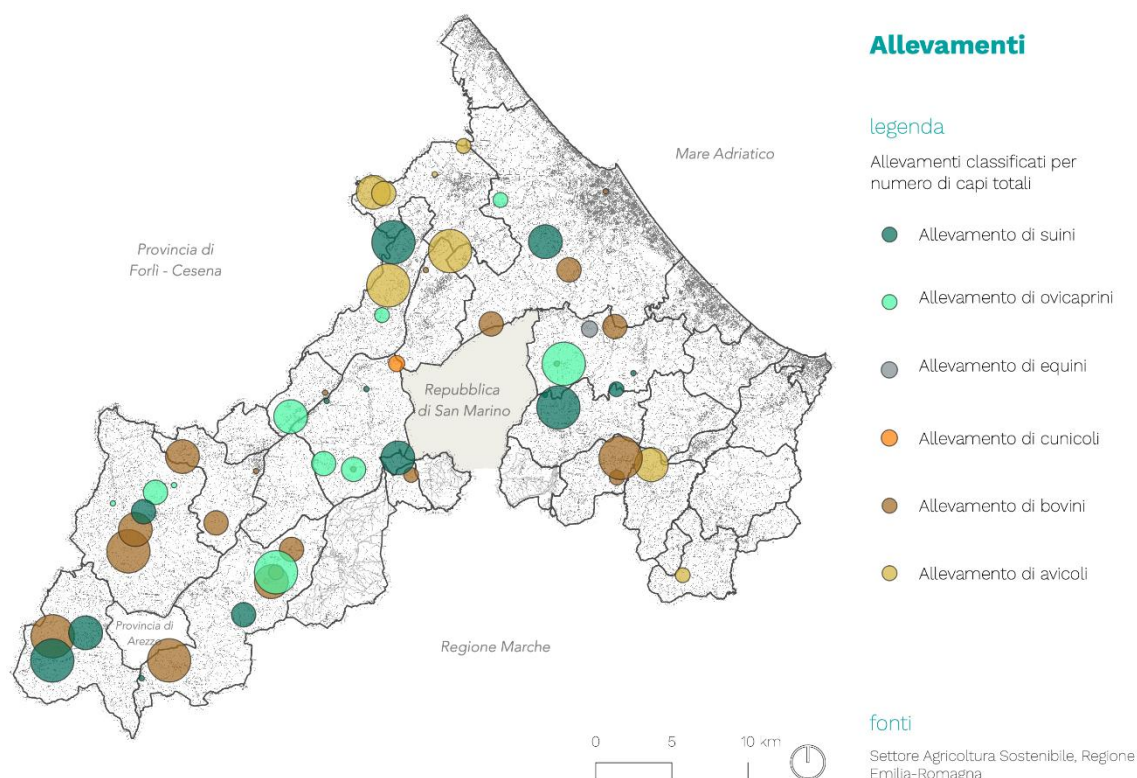 Allevamenti
legenda
Allevamenti classificati per
numero di capi totali
Allevamento di suini
Allevamento di ovicaprini
Allevamento di equini
Allevamento di cunicoli
Allevamento di bovini
Allevamento di avicoli
Mare Adriatico
Provincia di
Forlì - Cesena
Repubblica
di San Marino
Provincia di
Arezzo
Regione Marche
0 5 10 km
fonti
Settore Agricoltura Sostenibile, Regione
Emilia-Romagna